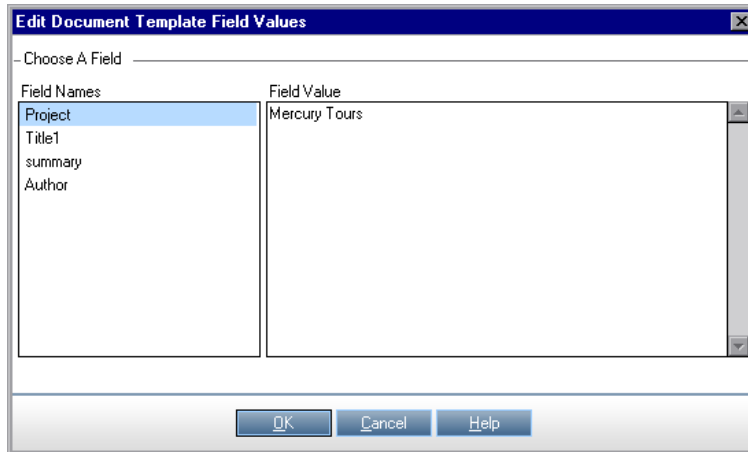 Edit Document Template Field Values
Choose A Field
Field Names
Field Value
Project
Mercury Tours
Title1
summary
Author
OK
Cancel
Help